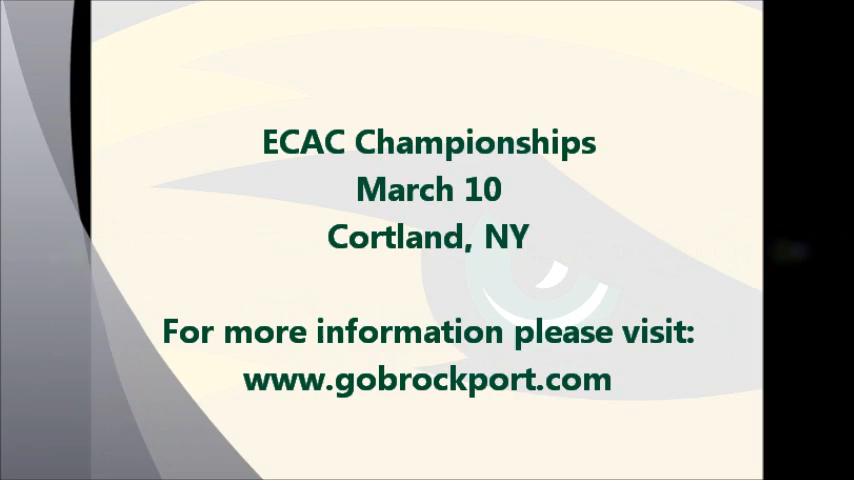 ECAC Championships
March 10
Cortland, NY
For more information please visit:
www.gobrockport.com